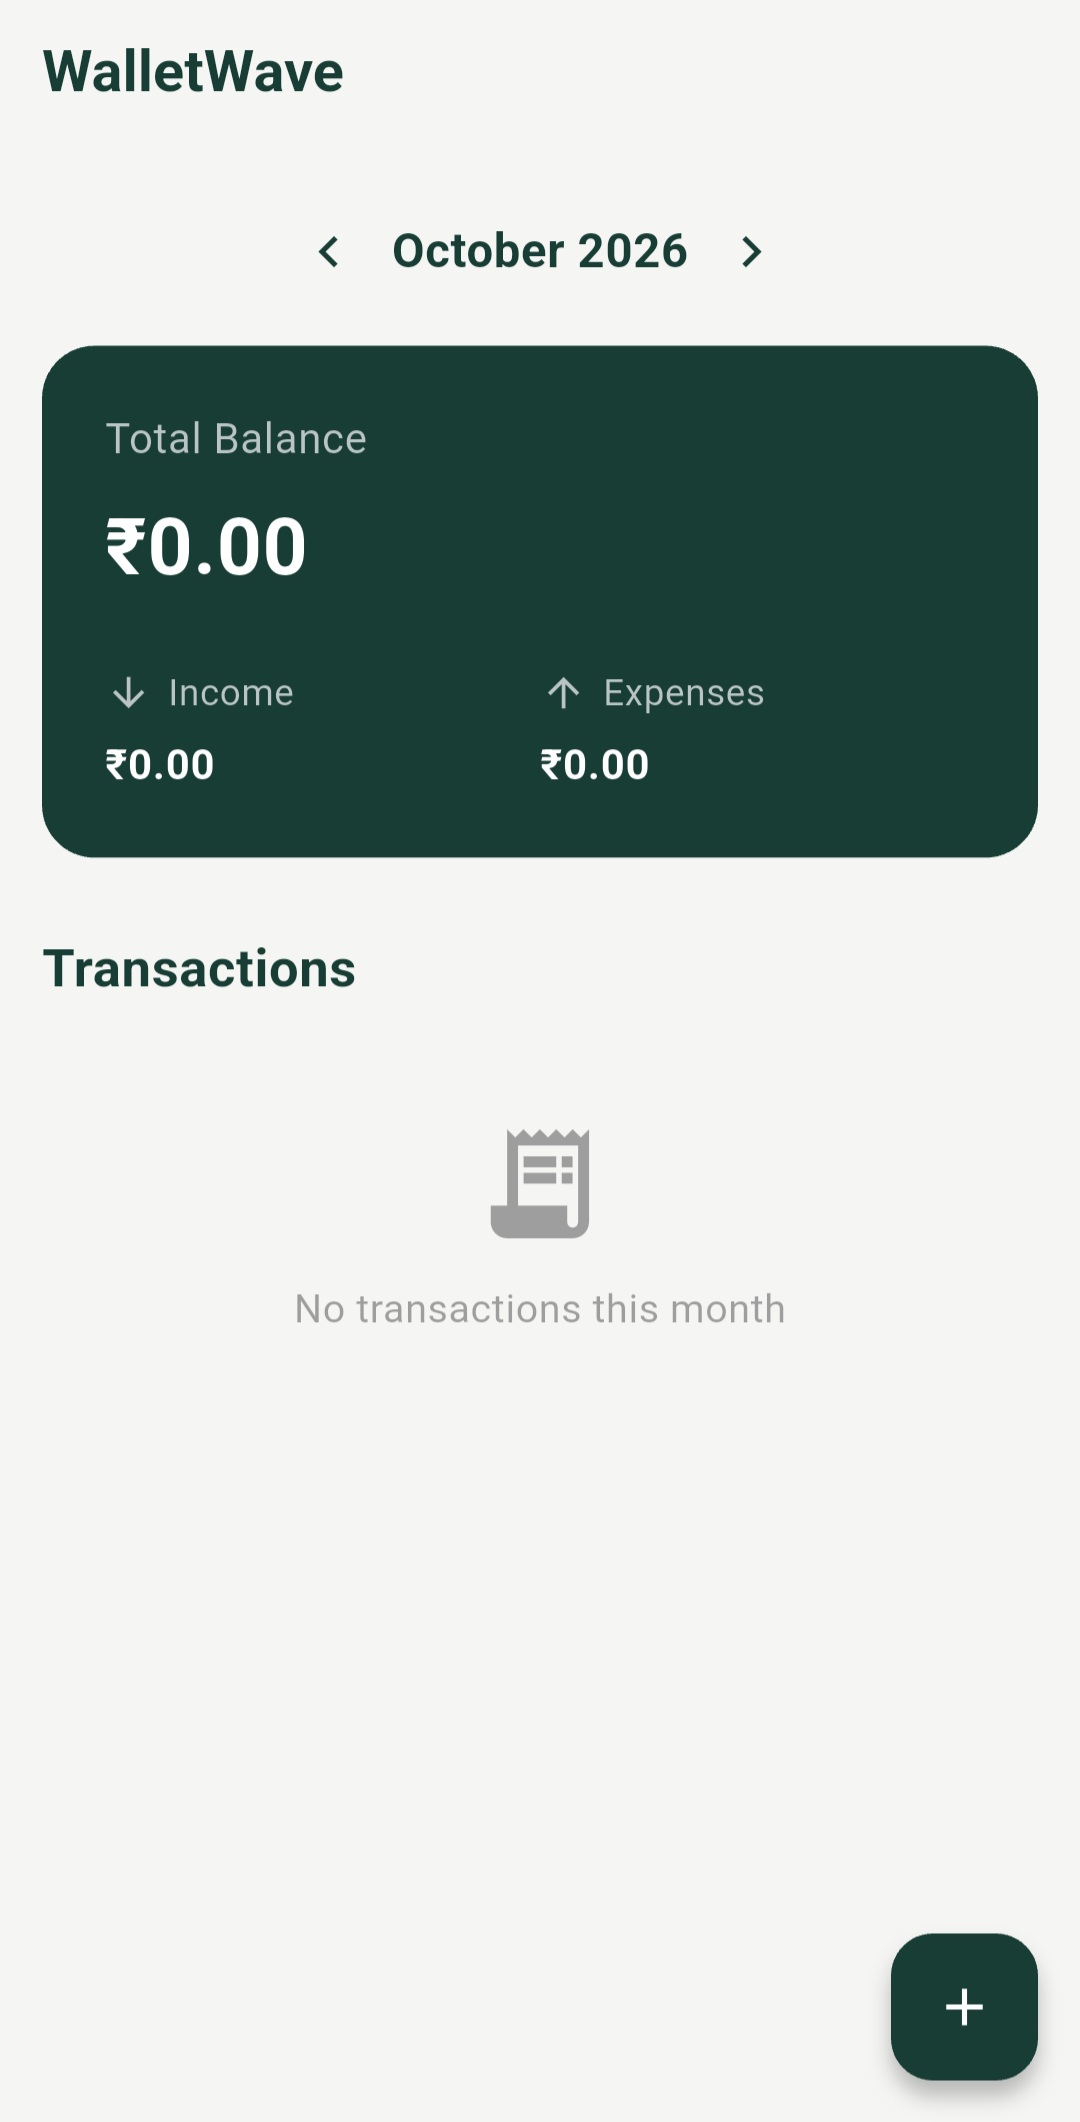 WalletWave
October 2026
Total Balance
₹0.00
Income
Expenses
₹0.00
₹0.00
Transactions
No transactions this month